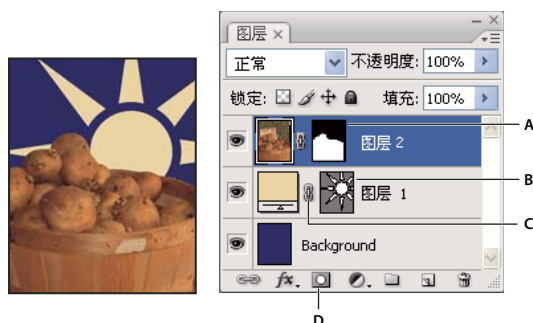 图层 ×
正常 不透明度: 100%
锁定: 填充: 100%
图层 2
图层 1
Background
fx.
A
B
C
D